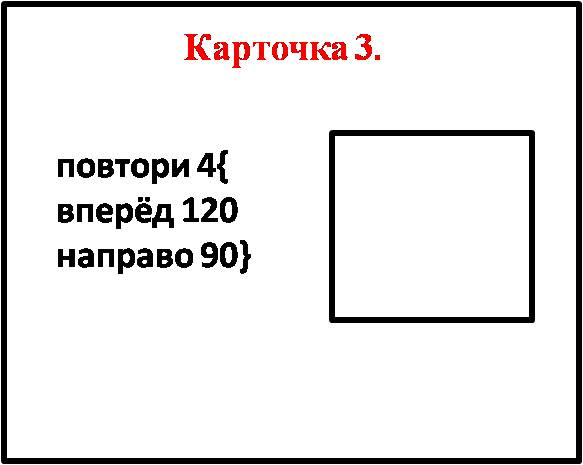 Карточка 3.
повтори 4{
вперёд 120
направо 90}